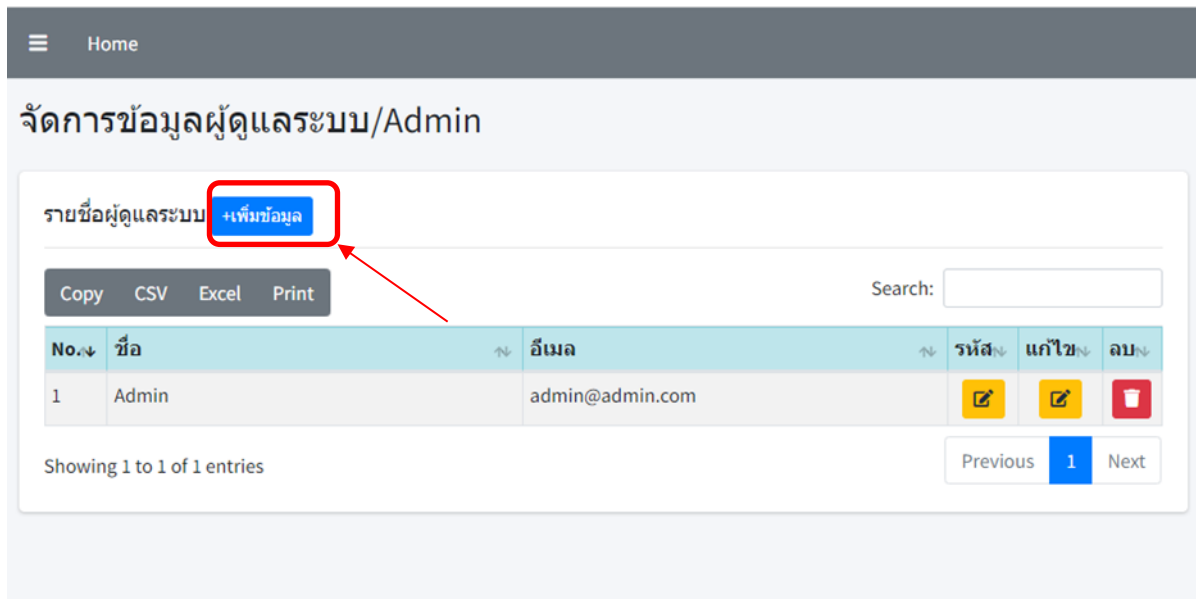 Home
จัดการข้อมูลผู้ดูแลระบบ/Admin
รายชื่อผู้ดูแลระบบ +เพิ่มข้อมูล
Copy CSV Excel Print Search:
No. ชื่อ อีเมล รหัส แก้ไข ลบ
1 Admin admin@admin.com
Showing 1 to 1 of 1 entries Previous 1 Next